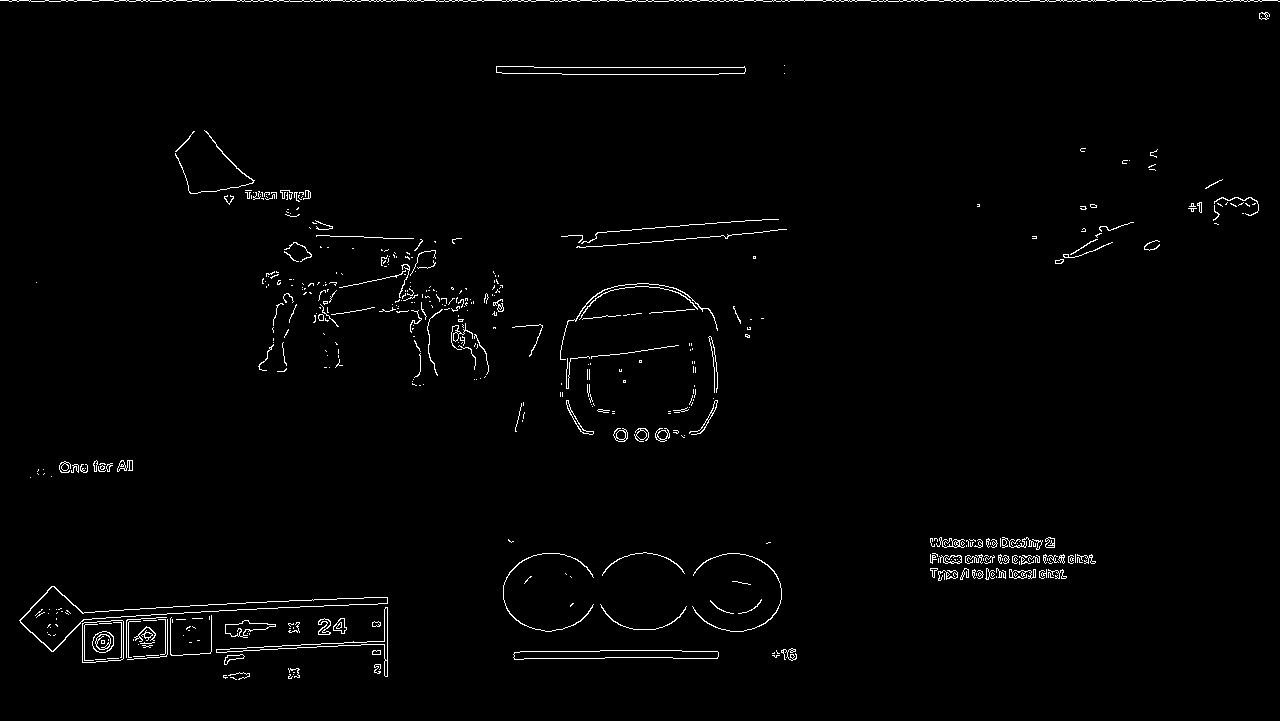 Taken Thrall
+1
One for All
Welcome to Destiny 2!
Press enter to open text chat.
Type /l to join local chat.
24
+16